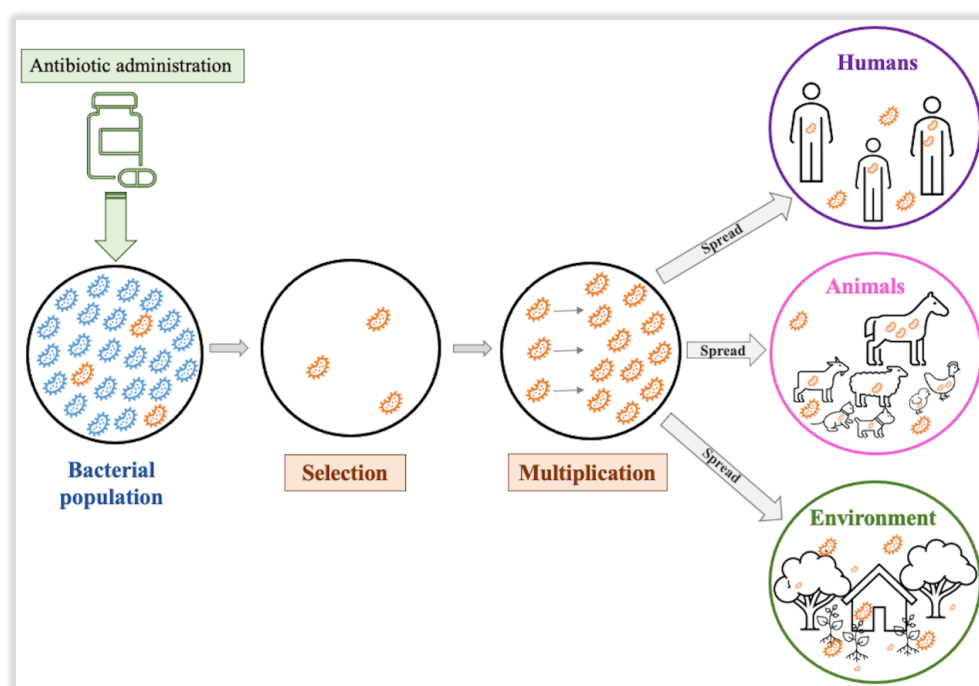 Antibiotic administration
Bacterial
population
Selection
Multiplication
Spread
Humans
Spread
Animals
Spread
Environment